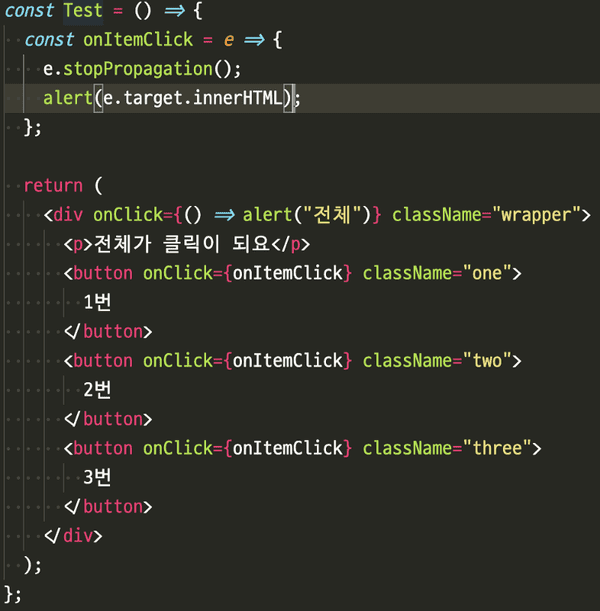 const Test = () => {
const onItemClick = e => {
e.stopPropagation();
alert(e.target.innerHTML);
};
return (
<div onClick={() => alert("전체")} className="wrapper">
<p>전체가 클릭이 되요</p>
<button onClick={onItemClick} className="one">
1번
</button>
<button onClick={onItemClick} className="two">
2번
</button>
<button onClick={onItemClick} className="three">
3번
</button>
</div>
);
};